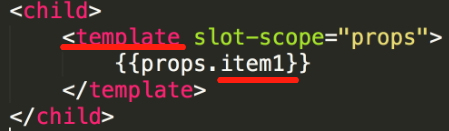 <child>
<template slot-scope="props">
{{props.item1}}
</template>
</child>